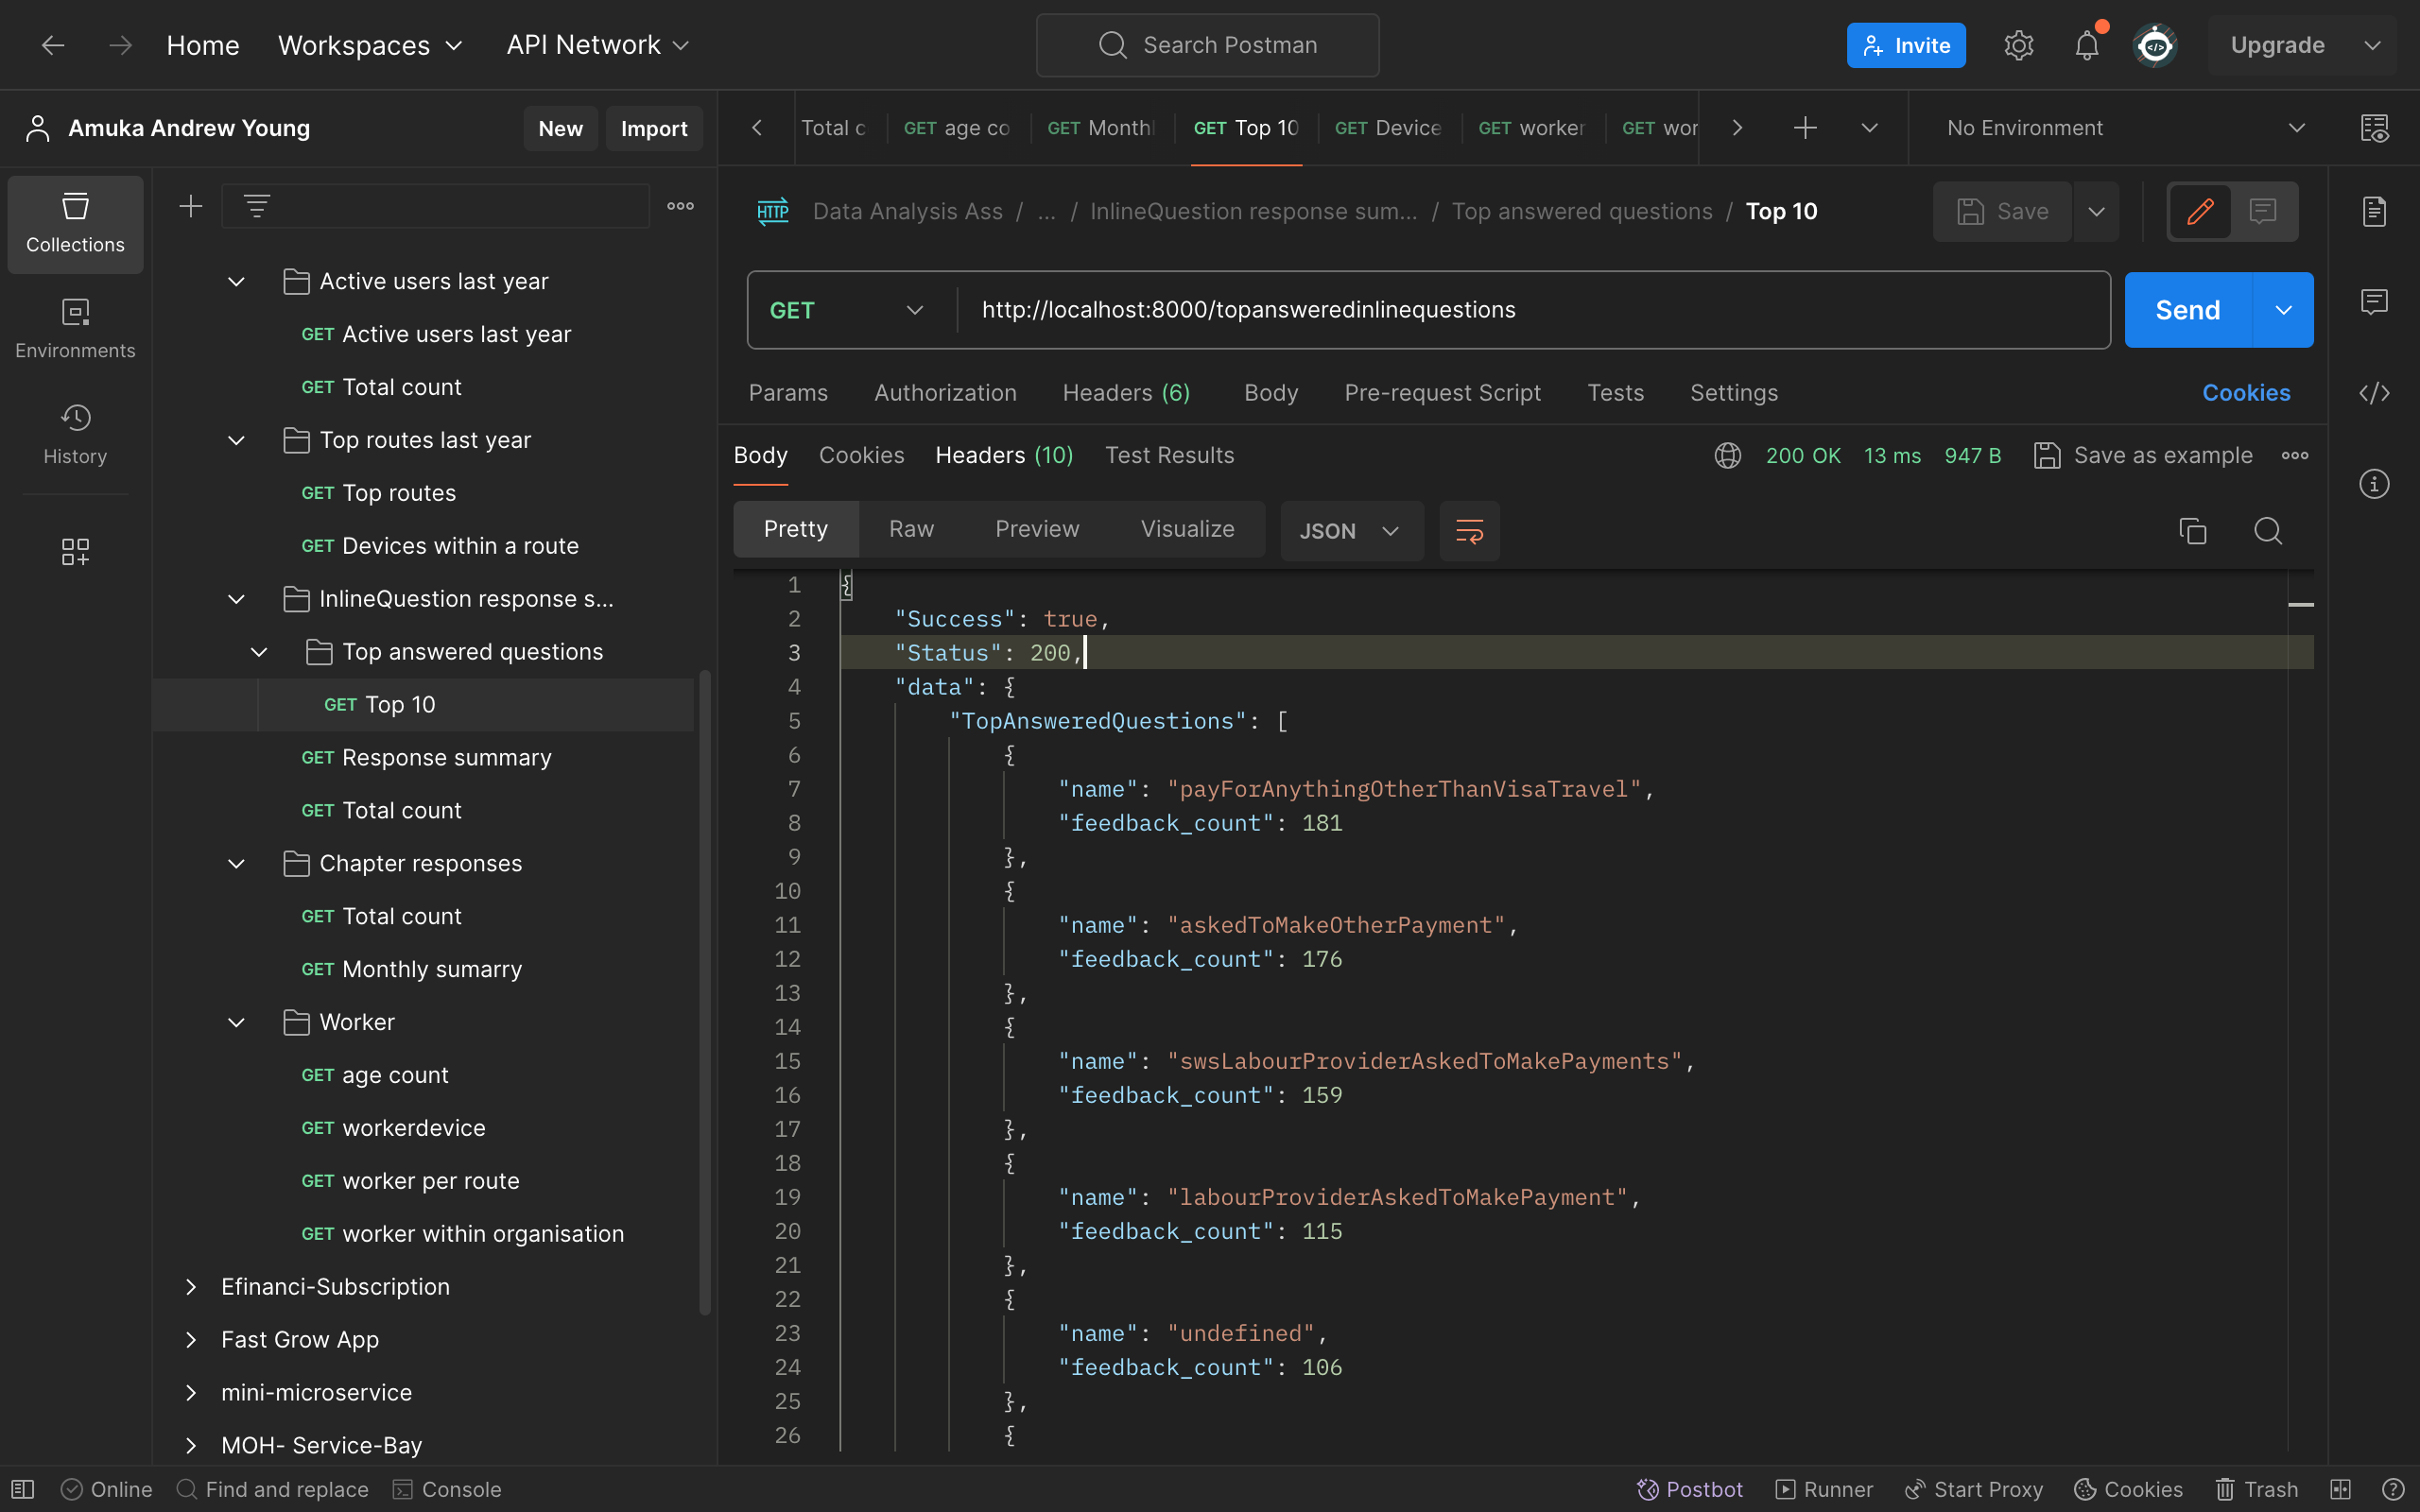 Home Workspaces API Network Search Postman Invite Upgrade
Amuka Andrew Young New Import
Total c GET age co GET Monthl GET Top 10 GET Device GET worker GET wor No Environment
Collections
Environments
History
Active users last year
GET Active users last year
GET Total count
Top routes last year
GET Top routes
GET Devices within a route
InlineQuestion response s...
Top answered questions
GET Top 10
GET Response summary
GET Total count
Chapter responses
GET Total count
GET Monthly sumarry
Worker
GET age count
GET workerdevice
GET worker per route
GET worker within organisation
Efinanci-Subscription
Fast Grow App
mini-microservice
MOH- Service-Bay
HTTP Data Analysis Ass / ... / InlineQuestion response sum... / Top answered questions / Top 10 Save
GET http://localhost:8000/topansweredinlinequestions Send
Params Authorization Headers (6) Body Pre-request Script Tests Settings Cookies
Body Cookies Headers (10) Test Results 200 OK 13 ms 947 B Save as example
Pretty Raw Preview Visualize JSON
1 {
2 "Success": true,
3 "Status": 200,
4 "data": {
5 "TopAnsweredQuestions": [
6 {
7 "name": "payForAnythingOtherThanVisaTravel",
8 "feedback_count": 181
9 },
10 {
11 "name": "askedToMakeOtherPayment",
12 "feedback_count": 176
13 },
14 {
15 "name": "swsLabourProviderAskedToMakePayments",
16 "feedback_count": 159
17 },
18 {
19 "name": "labourProviderAskedToMakePayment",
20 "feedback_count": 115
21 },
22 {
23 "name": "undefined",
24 "feedback_count": 106
25 },
26 {
Online Find and replace Console Postbot Runner Start Proxy Cookies Trash